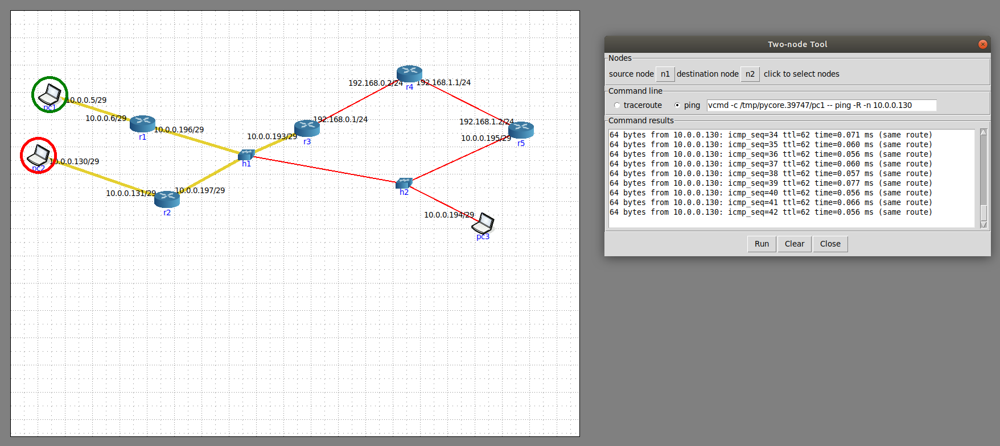 192.168.0.2/24
192.168.1.1/24
r4
10.0.0.5/29
pc1
10.0.0.6/29
r1
10.0.0.196/29
192.168.0.1/24
10.0.0.193/29
r3
192.168.1.2/24
10.0.0.195/29
r5
10.0.0.130/29
pc2
h1
10.0.0.131/29
10.0.0.197/29
r2
h2
10.0.0.194/29
pc3
Two-node Tool
Nodes
source node n1 destination node n2 click to select nodes
Command line
traceroute ping vcmd -c /tmp/pycore.39747/pc1 -- ping -R -n 10.0.0.130
Command results
64 bytes from 10.0.0.130: icmp_seq=34 ttl=62 time=0.071 ms (same route)
64 bytes from 10.0.0.130: icmp_seq=35 ttl=62 time=0.060 ms (same route)
64 bytes from 10.0.0.130: icmp_seq=36 ttl=62 time=0.056 ms (same route)
64 bytes from 10.0.0.130: icmp_seq=37 ttl=62 time=0.060 ms (same route)
64 bytes from 10.0.0.130: icmp_seq=38 ttl=62 time=0.057 ms (same route)
64 bytes from 10.0.0.130: icmp_seq=39 ttl=62 time=0.077 ms (same route)
64 bytes from 10.0.0.130: icmp_seq=40 ttl=62 time=0.056 ms (same route)
64 bytes from 10.0.0.130: icmp_seq=41 ttl=62 time=0.066 ms (same route)
64 bytes from 10.0.0.130: icmp_seq=42 ttl=62 time=0.056 ms (same route)
Run Clear Close